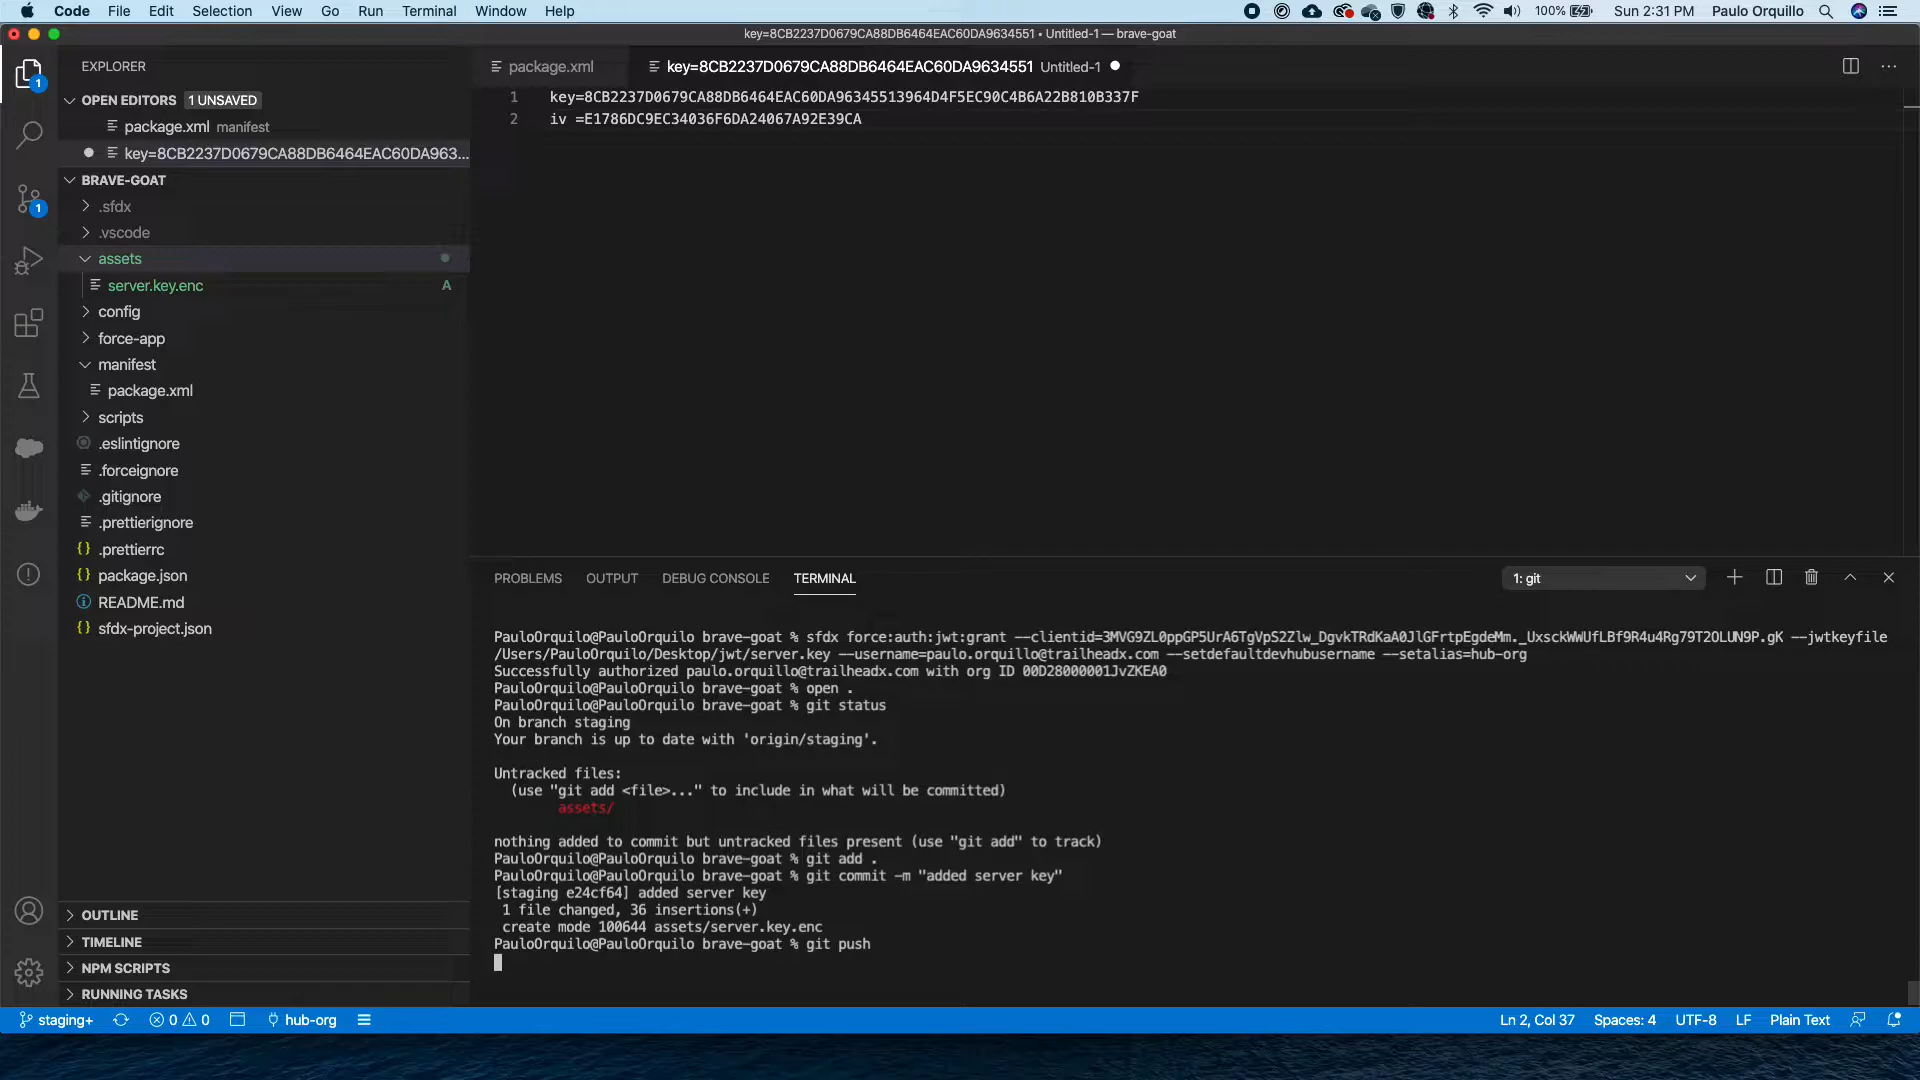 Code File Edit Selection View Go Run Terminal Window Help
100% Sun 2:31 PM Paulo Orquillo
key=8CB2237D0679CA88DB6464EAC60DA9634551 • Untitled-1 — brave-goat
EXPLORER
package.xml
key=8CB2237D0679CA88DB6464EAC60DA9634551 Untitled-1
OPEN EDITORS 1 UNSAVED
package.xml manifest
key=8CB2237D0679CA88DB6464EAC60DA963...
BRAVE-GOAT
.sfdx
.vscode
assets
server.key.enc A
config
force-app
manifest
package.xml
scripts
.eslintignore
.forceignore
.gitignore
.prettierignore
.prettierrc
package.json
README.md
sfdx-project.json
OUTLINE
TIMELINE
NPM SCRIPTS
RUNNING TASKS
1
1
1 key=8CB2237D0679CA88DB6464EAC60DA96345513964D4F5EC90C4B6A22B810B337F
2 iv =E1786DC9EC34036F6DA24067A92E39CA
PROBLEMS OUTPUT DEBUG CONSOLE TERMINAL
1: git
PauloOrquilo@PauloOrquilo brave-goat % sfdx force:auth:jwt:grant --clientid=3MVG9ZL0ppGP5UrA6TgVpS2Zlw_DgvkTRdKaA0JlGFrtpEgdeMm._UxsckWWUfLBf9R4u4Rg79T2OLUN9P.gK --jwtkeyfile
/Users/PauloOrquilo/Desktop/jwt/server.key --username=paulo.orquillo@trailheadx.com --setdefaultdevhubusername --setalias=hub-org
Successfully authorized paulo.orquillo@trailheadx.com with org ID 00D28000001JvZKEA0
PauloOrquilo@PauloOrquilo brave-goat % open .
PauloOrquilo@PauloOrquilo brave-goat % git status
On branch staging
Your branch is up to date with 'origin/staging'.
Untracked files:
(use "git add <file>..." to include in what will be committed)
assets/
nothing added to commit but untracked files present (use "git add" to track)
PauloOrquilo@PauloOrquilo brave-goat % git add .
PauloOrquilo@PauloOrquilo brave-goat % git commit -m "added server key"
[staging e24cf64] added server key
1 file changed, 36 insertions(+)
create mode 100644 assets/server.key.enc
PauloOrquilo@PauloOrquilo brave-goat % git push
staging+ 0 0 hub-org
Ln 2, Col 37 Spaces: 4 UTF-8 LF Plain Text